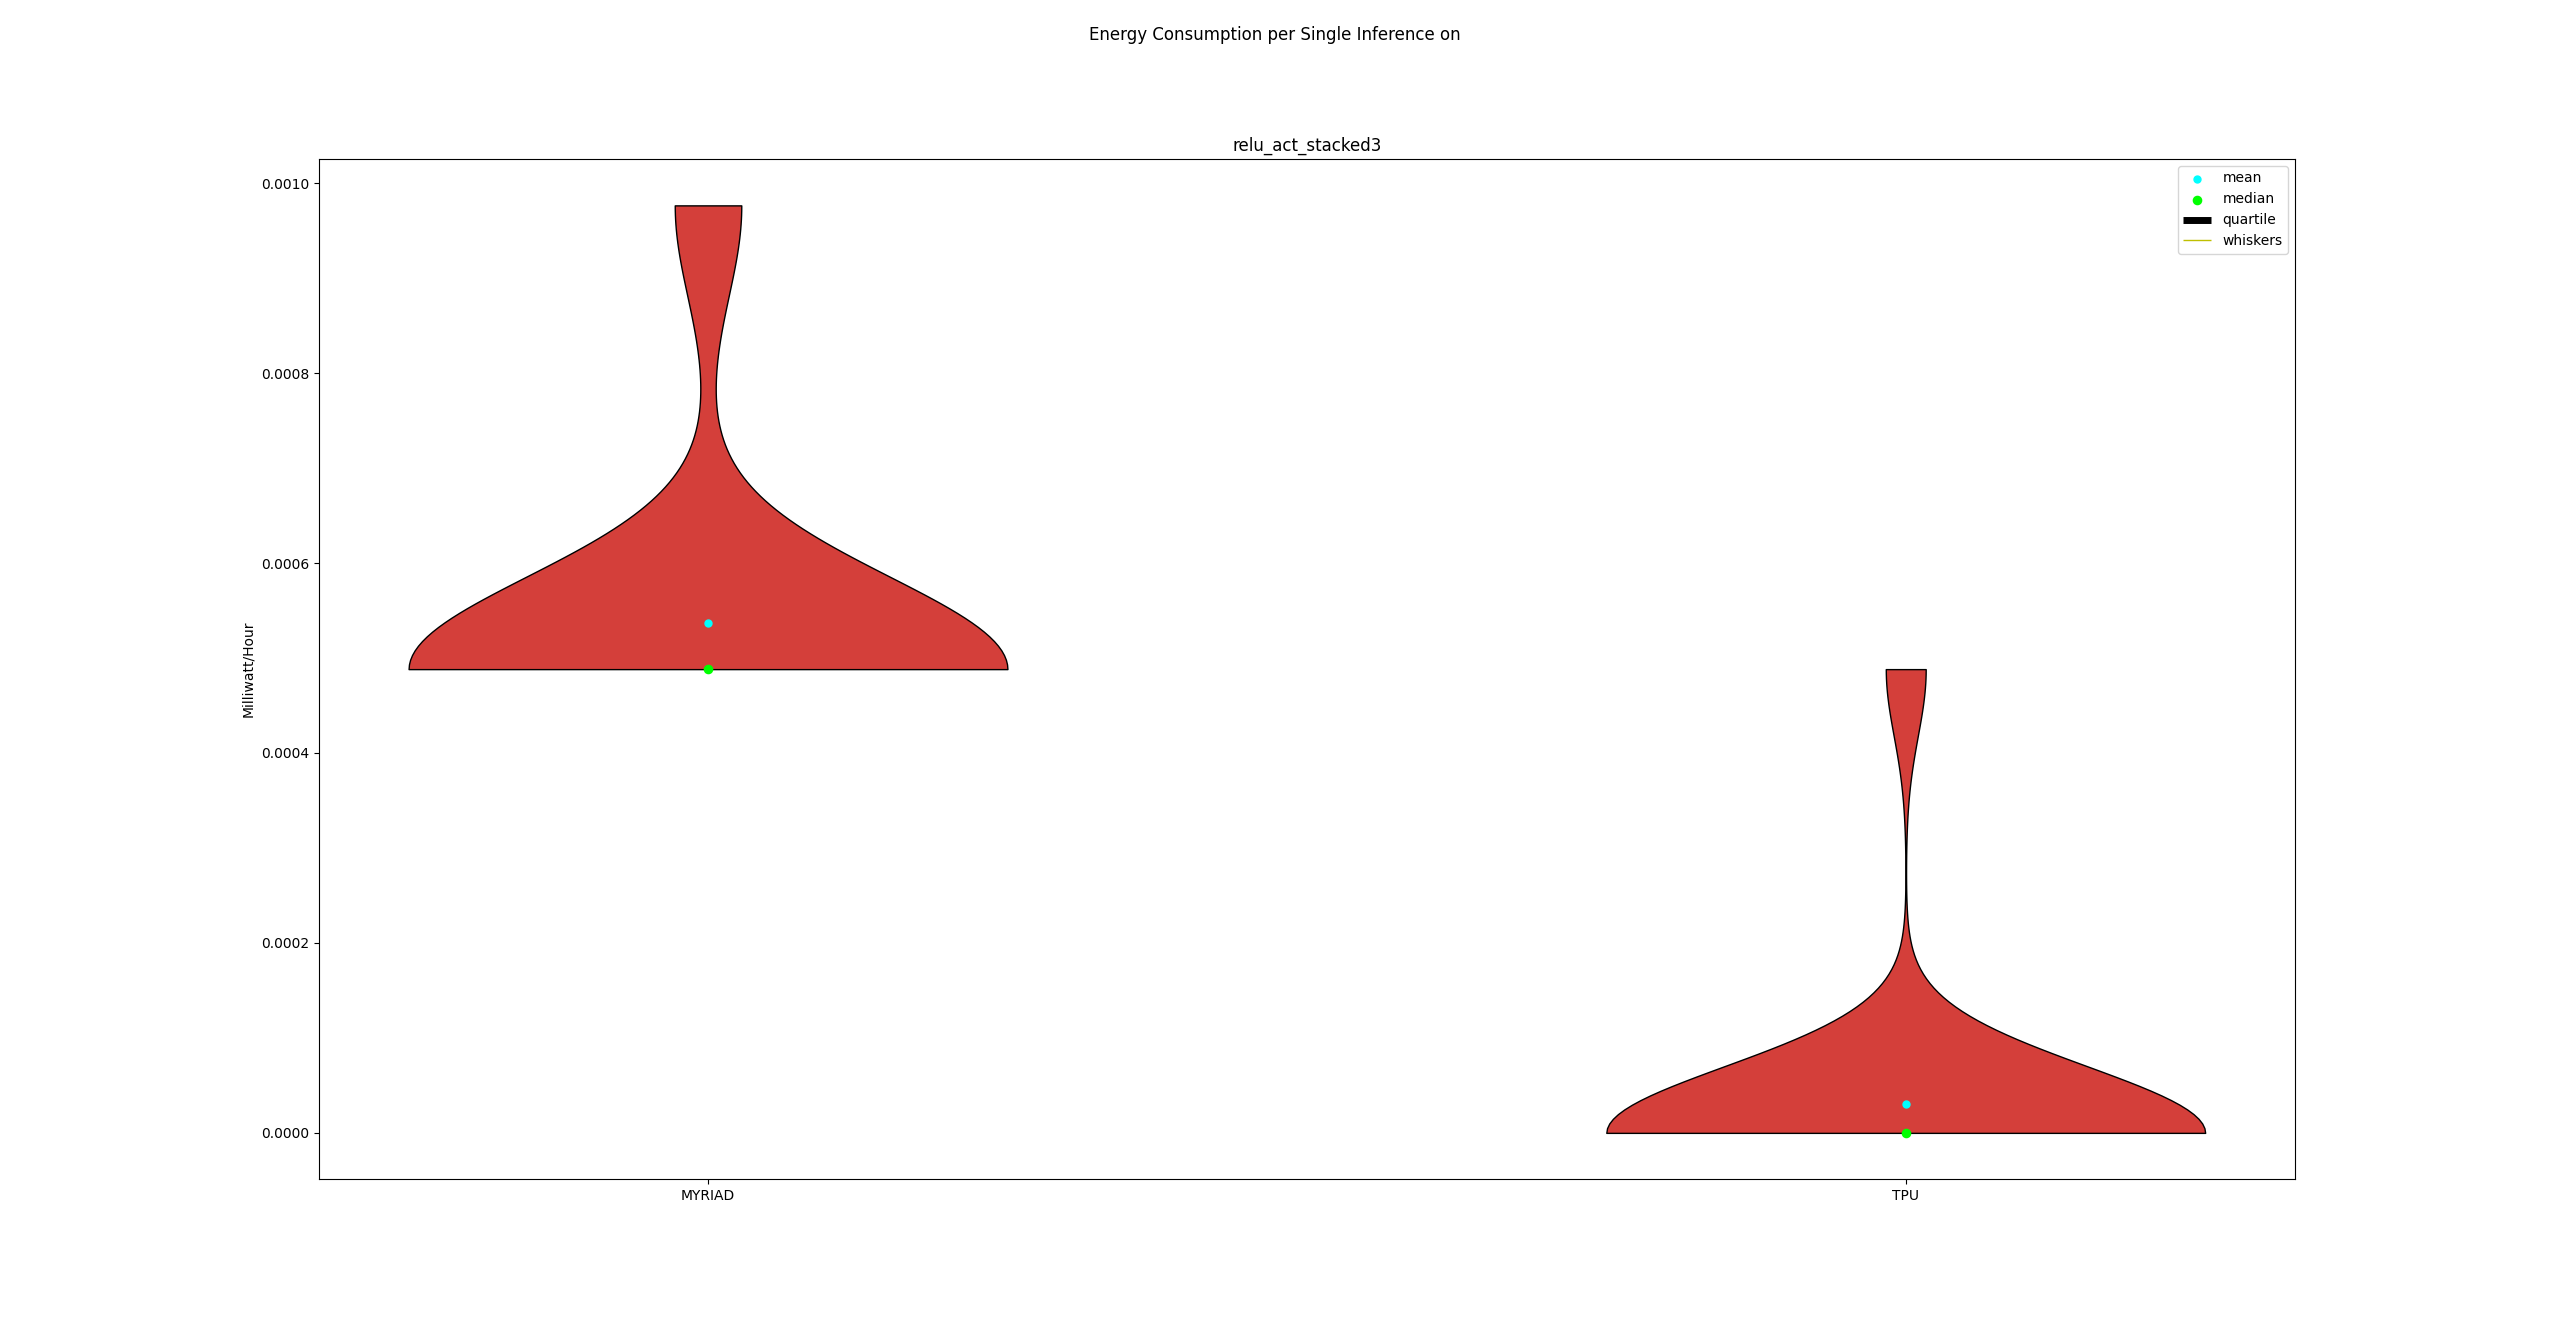 Energy Consumption per Single Inference on
relu_act_stacked3
mean
median
quartile
whiskers
Milliwatt/Hour
0.0010
0.0008
0.0006
0.0004
0.0002
0.0000
MYRIAD
TPU